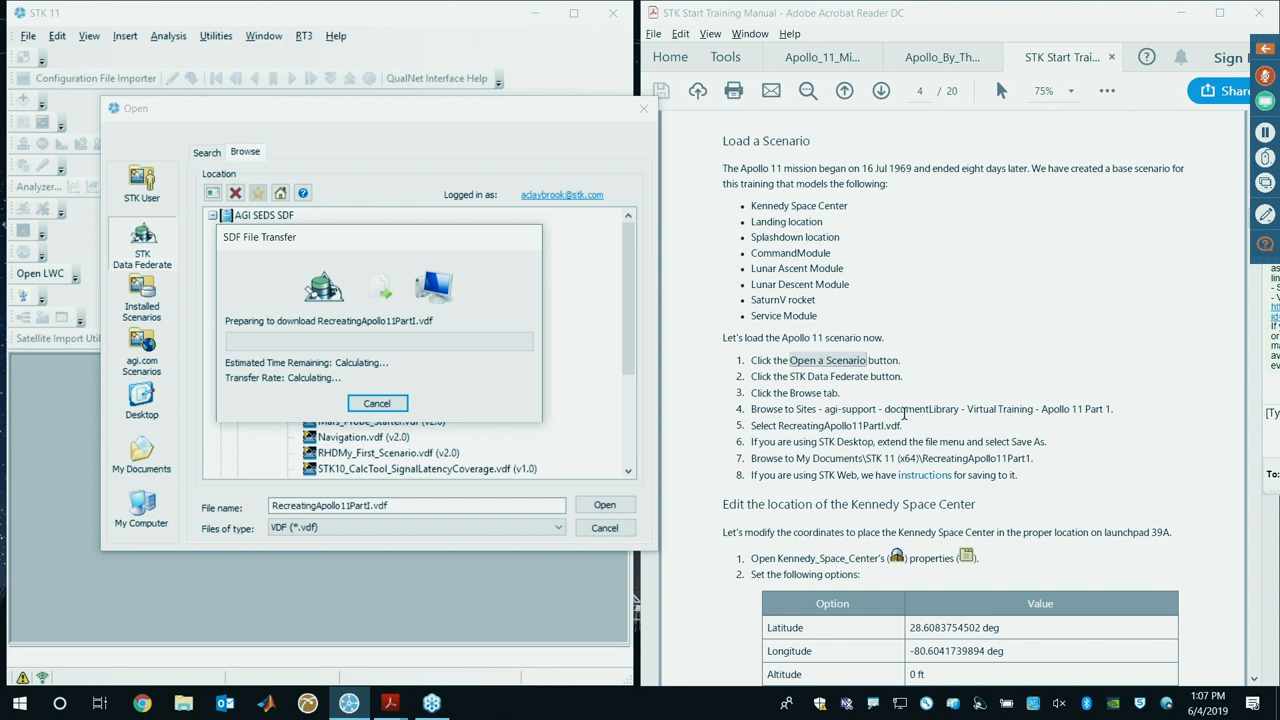 STK 11
File Edit View Insert Analysis Utilities Window RT3 Help
Configuration File Importer
QualNet Interface Help
Analyzer...
Open LWC
Satellite Import Util
Open
Search Browse
Location
Logged in as: aclaybrook@stk.com
AGI SEDS SDF
STK User
STK
Data Federate
Installed
Scenarios
agi.com
Scenarios
Desktop
My Documents
My Computer
SDF File Transfer
Preparing to download RecreatingApollo11PartI.vdf
Estimated Time Remaining: Calculating...
Transfer Rate: Calculating...
Cancel
Mars_Probe_Starter.vdf (v2.0)
Navigation.vdf (v2.0)
RHDMy_First_Scenario.vdf (v2.0)
STK10_CalcTool_SignalLatencyCoverage.vdf (v1.0)
File name: RecreatingApollo11PartI.vdf Open
Files of type: VDF (*.vdf) Cancel
STK Start Training Manual - Adobe Acrobat Reader DC
File Edit View Window Help
Home Tools Apollo_11_Mi... Apollo_By_Th... STK Start Trai... × Sign
4 / 20 75% Share
Load a Scenario
The Apollo 11 mission began on 16 Jul 1969 and ended eight days later. We have created a base scenario for
this training that models the following:
• Kennedy Space Center
• Landing location
• Splashdown location
• CommandModule
• Lunar Ascent Module
• Lunar Descent Module
• SaturnV rocket
• Service Module
Let's load the Apollo 11 scenario now.
1. Click the Open a Scenario button.
2. Click the STK Data Federate button.
3. Click the Browse tab.
4. Browse to Sites - agi-support - documentLibrary - Virtual Training - Apollo 11 Part 1.
5. Select RecreatingApollo11PartI.vdf.
6. If you are using STK Desktop, extend the file menu and select Save As.
7. Browse to My Documents\STK 11 (x64)\RecreatingApollo11Part1.
8. If you are using STK Web, we have instructions for saving to it.
Edit the location of the Kennedy Space Center
Let's modify the coordinates to place the Kennedy Space Center in the proper location on launchpad 39A.
1. Open Kennedy_Space_Center's ( ) properties ( ).
2. Set the following options:
Option Value
Latitude 28.6083754502 deg
Longitude -80.6041739894 deg
Altitude 0 ft
To:
1:07 PM
6/4/2019